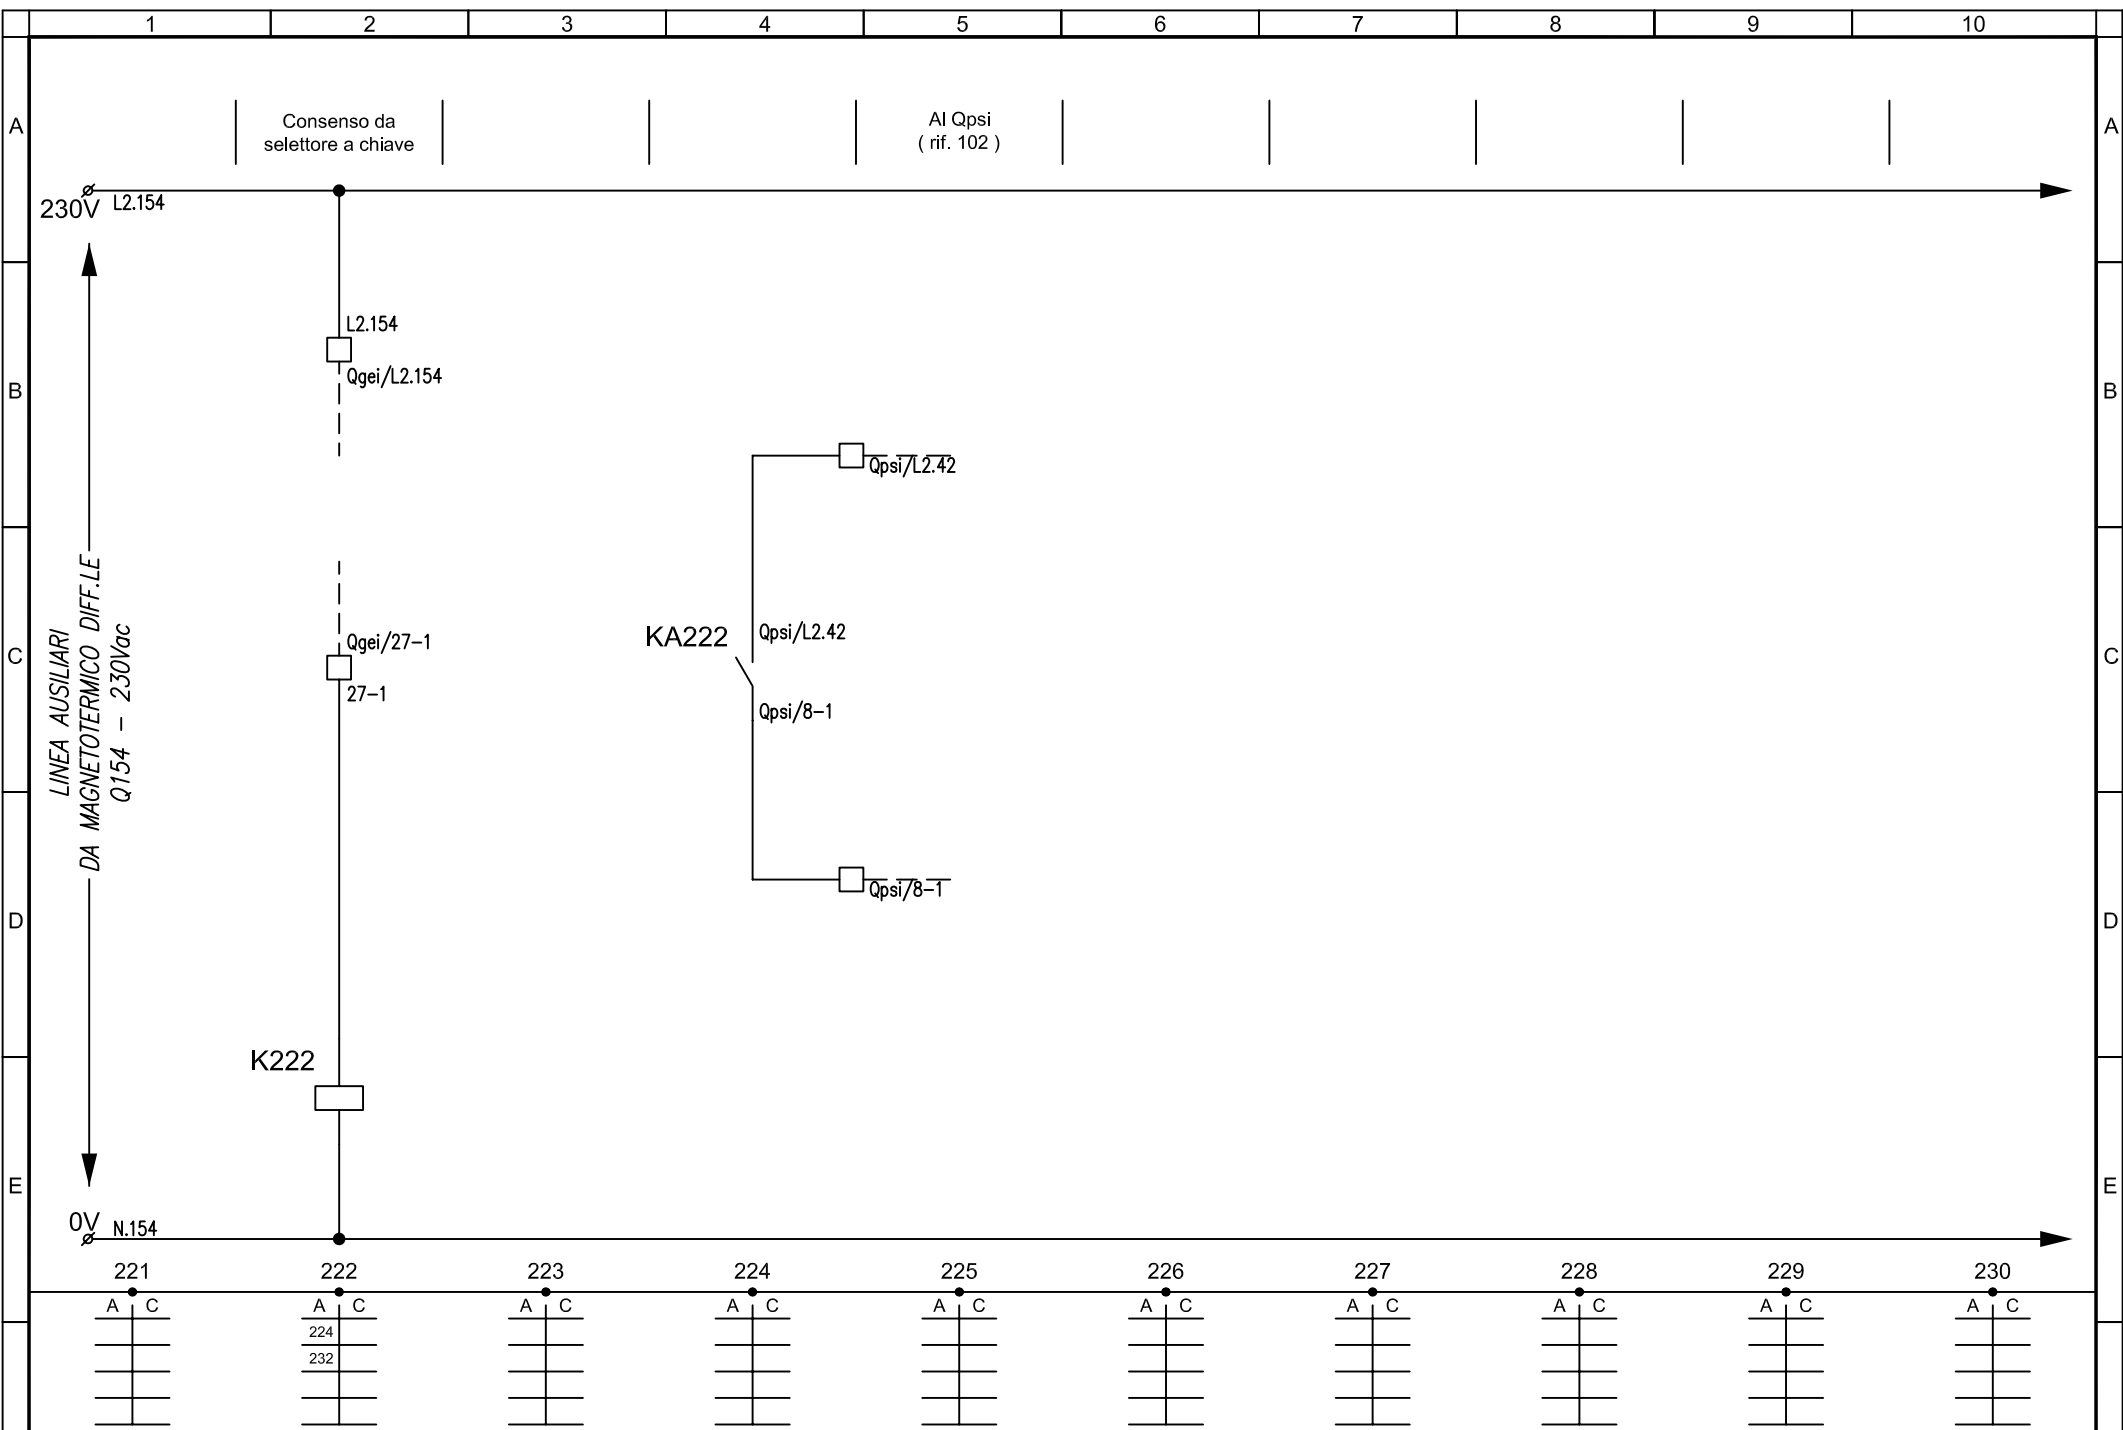 1 2 3 4 5 6 7 8 9 10
Consenso da
selettore a chiave
Al Qpsi
( rif. 102 )
A A
230V L2.154
L2.154
Qgei/L2.154
B B
Qpsi/L2.42
LINEA AUSILIARI
DA MAGNETOTERMICO DIFF.LE
Q154 - 230Vac
Qgei/27-1
27-1
KA222
Qpsi/L2.42
Qpsi/8-1
C C
Qpsi/8-1
D D
K222
E E
0V N.154
221 222 223 224 225 226 227 228 229 230
A C A C A C A C A C A C A C A C A C A C
224
232